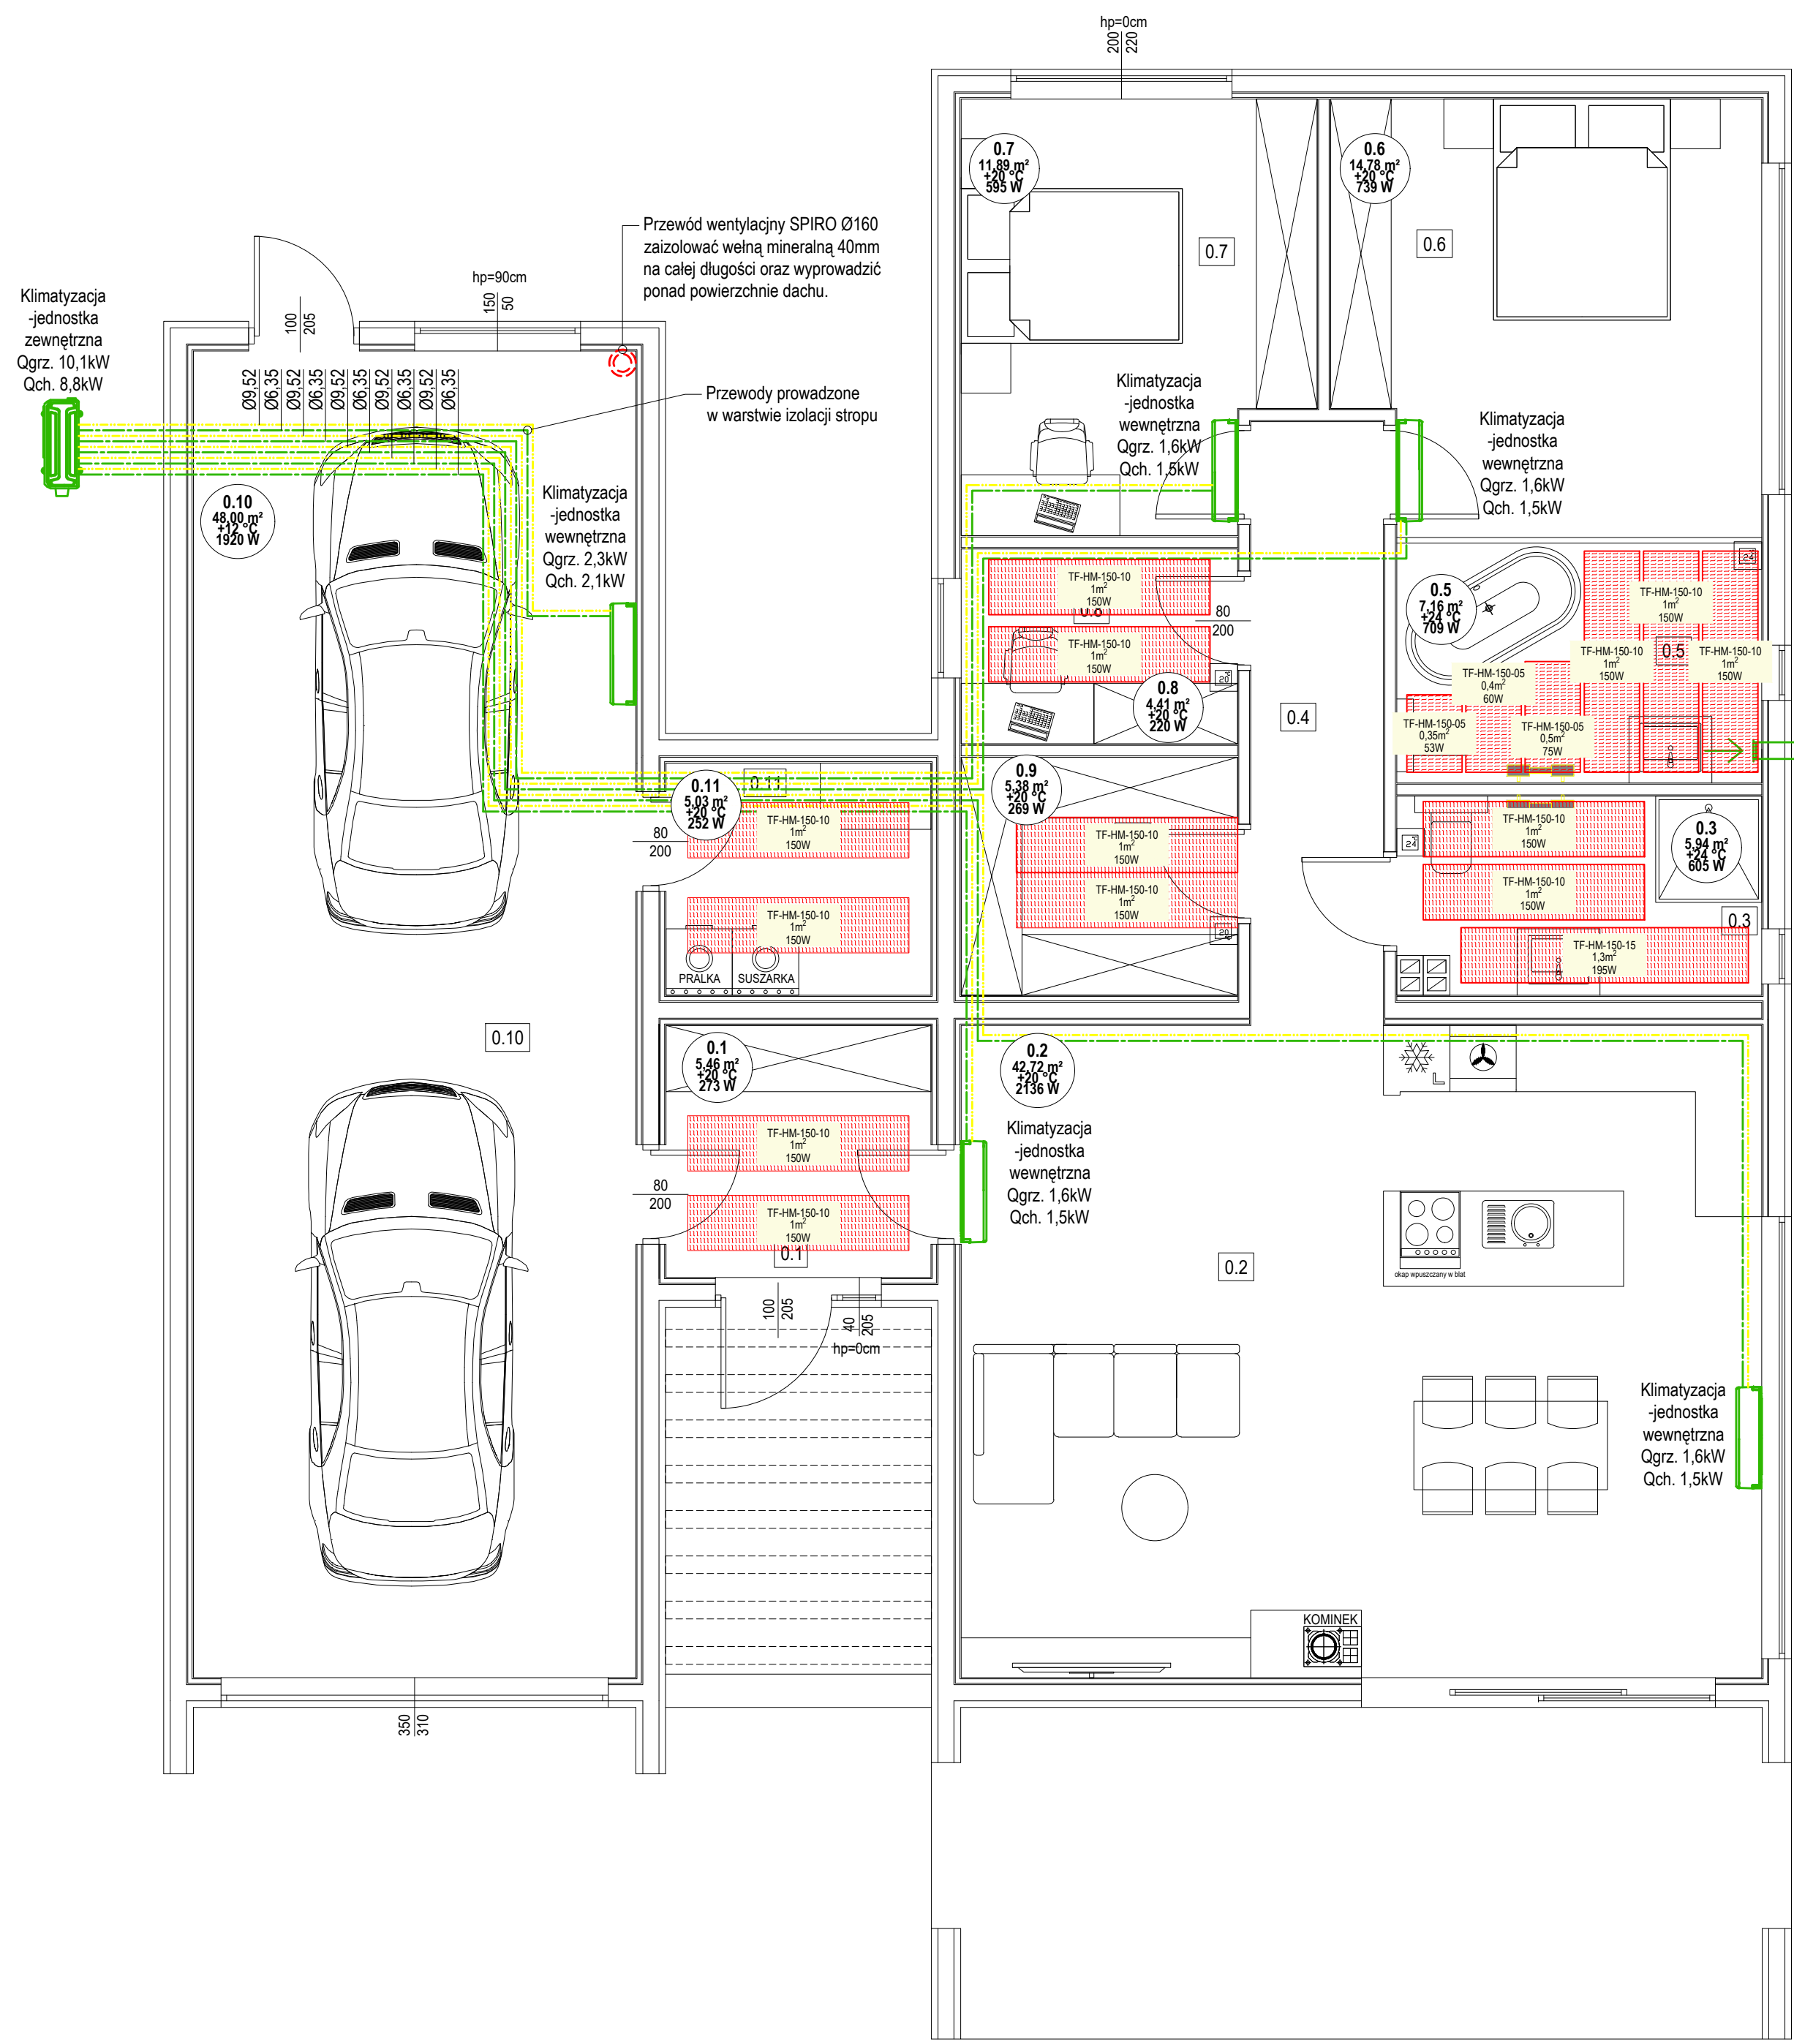 hp=0cm
200
220
0.7
11,89 m²
+20 °C
595 W
0.7
0.6
14,78 m²
+20 °C
739 W
0.6
Przewód wentylacyjny SPIRO Ø160
zaizolować wełną mineralną 40mm
na całej długości oraz wyprowadzić
ponad powierzchnie dachu.
hp=90cm
150
50
100
205
Klimatyzacja
-jednostka
zewnętrzna
Qgrz. 10,1kW
Qch. 8,8kW
Ø9,52
Ø6,35
Ø9,52
Ø6,35
Ø9,52
Ø6,35
Ø9,52
Ø6,35
Ø9,52
Ø6,35
Przewody prowadzone
w warstwie izolacji stropu
Klimatyzacja
-jednostka
wewnętrzna
Qgrz. 1,6kW
Qch. 1,5kW
Klimatyzacja
-jednostka
wewnętrzna
Qgrz. 1,6kW
Qch. 1,5kW
0.10
48,00 m²
+12 °C
1920 W
Klimatyzacja
-jednostka
wewnętrzna
Qgrz. 2,3kW
Qch. 2,1kW
TF-HM-150-10
1m²
150W
0.8
TF-HM-150-10
1m²
150W
80
200
20
0.8
4,41 m²
+20 °C
220 W
0.4
0.5
7,16 m²
+24 °C
709 W
24
TF-HM-150-10
1m²
150W
TF-HM-150-10
1m²
150W
0.5
TF-HM-150-10
1m²
150W
TF-HM-150-05
0,4m²
60W
TF-HM-150-05
0,35m²
53W
TF-HM-150-05
0,5m²
75W
0.11
5,03 m²
+20 °C
252 W
0.11
80
200
TF-HM-150-10
1m²
150W
TF-HM-150-10
1m²
150W
PRALKA
SUSZARKA
0.9
5,38 m²
+20 °C
269 W
TF-HM-150-10
1m²
150W
TF-HM-150-10
1m²
150W
20
TF-HM-150-10
1m²
150W
24
0.3
5,94 m²
+24 °C
605 W
TF-HM-150-10
1m²
150W
0.3
TF-HM-150-15
1,3m²
195W
0.10
0.1
5,46 m²
+20 °C
273 W
0.2
42,72 m²
+20 °C
2136 W
TF-HM-150-10
1m²
150W
80
200
TF-HM-150-10
1m²
150W
0.1
Klimatyzacja
-jednostka
wewnętrzna
Qgrz. 1,6kW
Qch. 1,5kW
0.2
okap wpuszczany w blat
100
205
40
205
hp=0cm
Klimatyzacja
-jednostka
wewnętrzna
Qgrz. 1,6kW
Qch. 1,5kW
KOMINEK
350
310